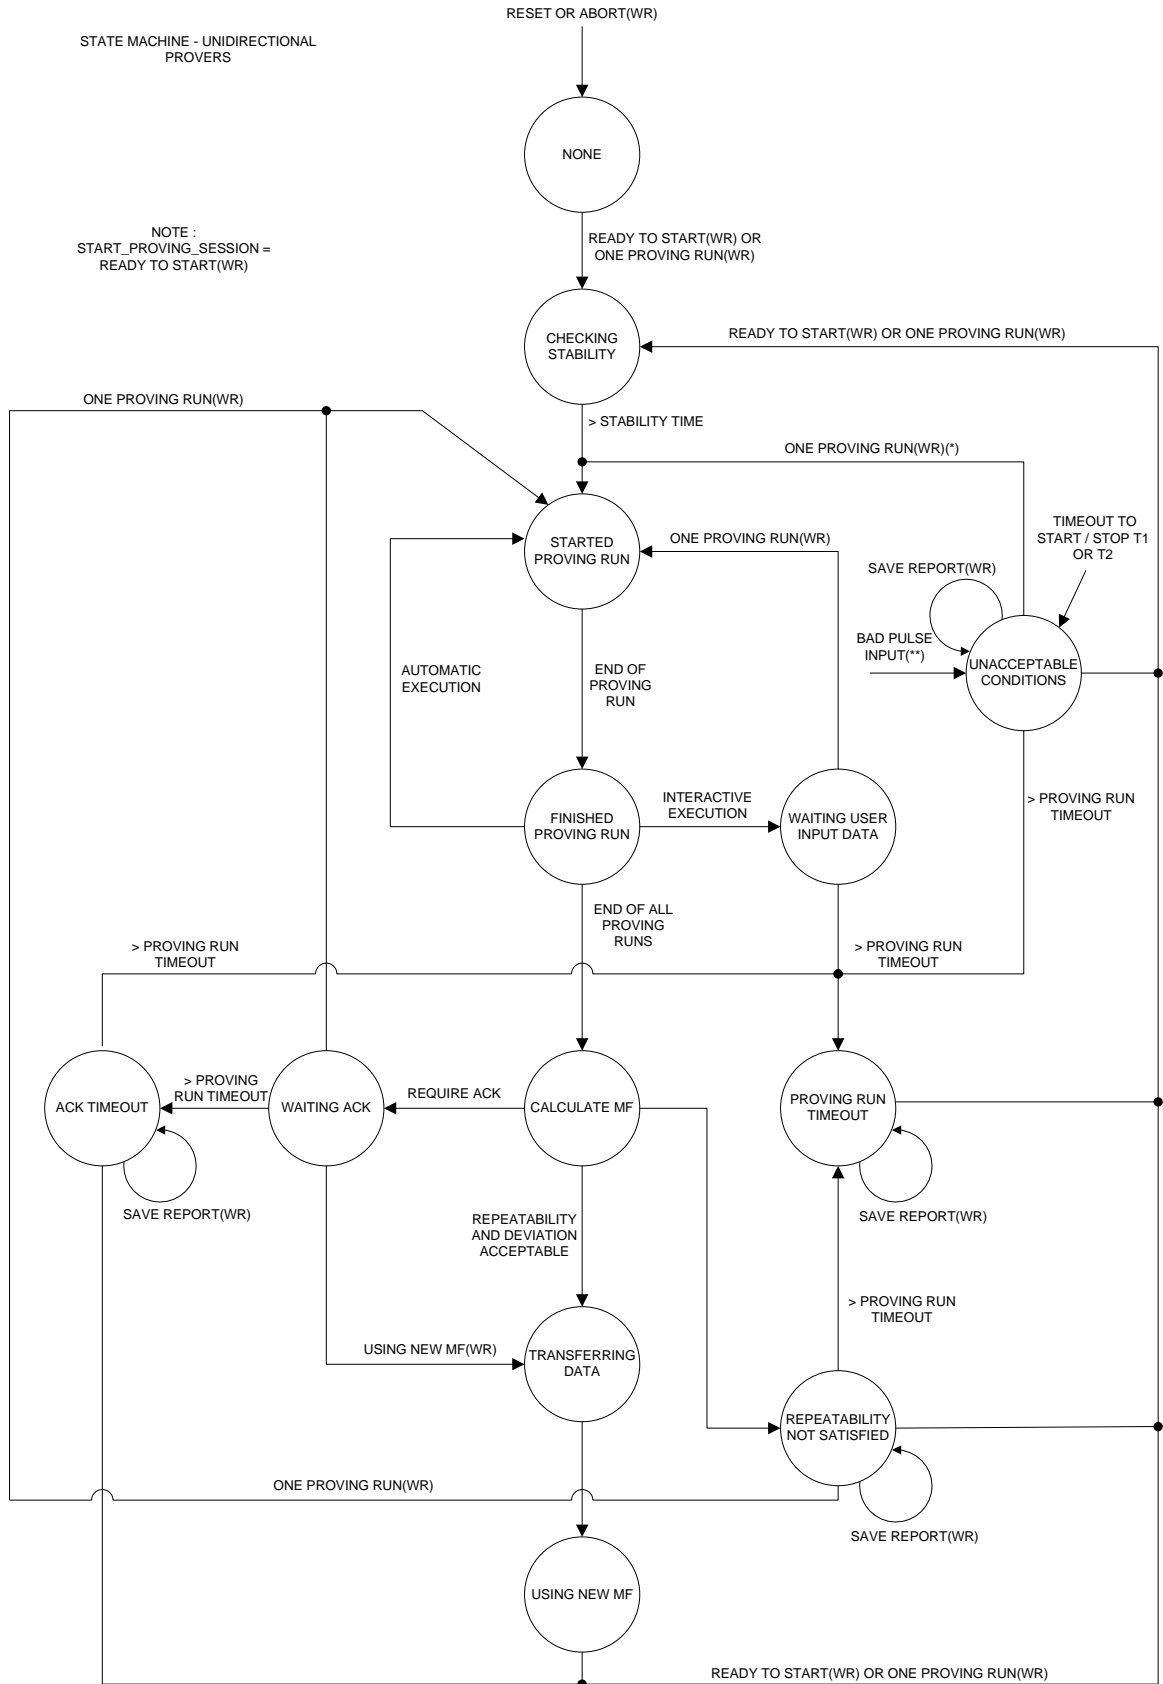 RESET OR ABORT(WR)
STATE MACHINE - UNIDIRECTIONAL
PROVERS
NONE
NOTE :
START_PROVING_SESSION =
READY TO START(WR)
READY TO START(WR) OR
ONE PROVING RUN(WR)
CHECKING
STABILITY
READY TO START(WR) OR ONE PROVING RUN(WR)
ONE PROVING RUN(WR)
> STABILITY TIME
ONE PROVING RUN(WR)(*)
STARTED
PROVING RUN
ONE PROVING RUN(WR)
TIMEOUT TO
START / STOP T1
OR T2
SAVE REPORT(WR)
BAD PULSE
INPUT(**)
UNACCEPTABLE
CONDITIONS
AUTOMATIC
EXECUTION
END OF
PROVING
RUN
FINISHED
PROVING RUN
INTERACTIVE
EXECUTION
WAITING USER
INPUT DATA
> PROVING RUN
TIMEOUT
END OF ALL
PROVING
RUNS
> PROVING RUN
TIMEOUT
> PROVING RUN
TIMEOUT
ACK TIMEOUT
> PROVING
RUN TIMEOUT
WAITING ACK
REQUIRE ACK
CALCULATE MF
PROVING RUN
TIMEOUT
SAVE REPORT(WR)
REPEATABILITY
AND DEVIATION
ACCEPTABLE
SAVE REPORT(WR)
> PROVING RUN
TIMEOUT
USING NEW MF(WR)
TRANSFERRING
DATA
REPEATABILITY
NOT SATISFIED
ONE PROVING RUN(WR)
SAVE REPORT(WR)
USING NEW MF
READY TO START(WR) OR ONE PROVING RUN(WR)